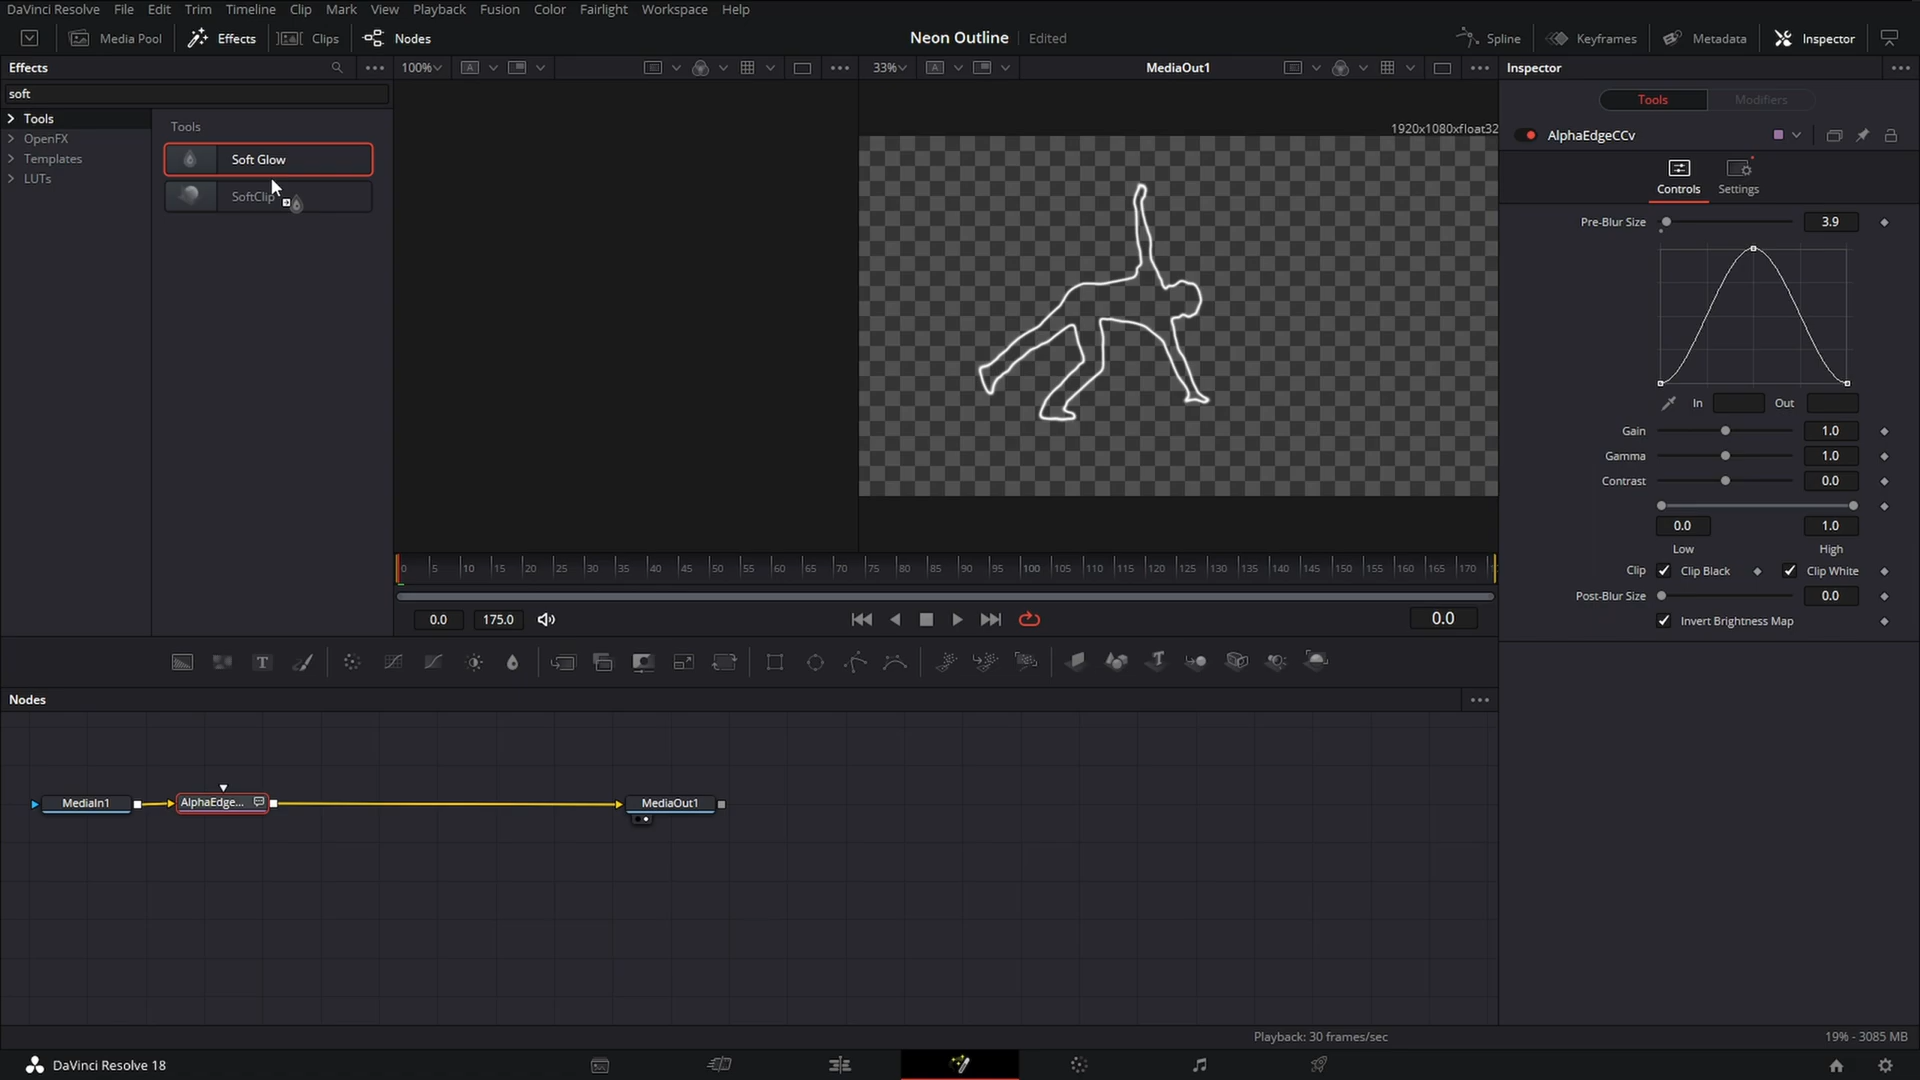 DaVinci Resolve File Edit Trim Timeline Clip Mark View Playback Fusion Color Fairlight Workspace Help
Media Pool Effects Clips Nodes Neon Outline Edited Spline Keyframes Metadata Inspector
Effects 100% 33% MediaOut1 Inspector
soft
Tools Modifiers
Tools
OpenFX
Templates
LUTs
Tools
Soft Glow
SoftClip
1920x1080xfloat32
AlphaEdgeCCv
Controls Settings
Pre-Blur Size 3.9
In Out
Gain 1.0
Gamma 1.0
Contrast 0.0
0.0 1.0
Low High
Clip Clip Black Clip White
Post-Blur Size 0.0
Invert Brightness Map
0 5 10 15 20 25 30 35 40 45 50 55 60 65 70 75 80 85 90 95 100 105 110 115 120 125 130 135 140 145 150 155 160 165 170
0.0 175.0 0.0
Nodes
MediaIn1 AlphaEdge... MediaOut1
Playback: 30 frames/sec 19% - 3085 MB
DaVinci Resolve 18